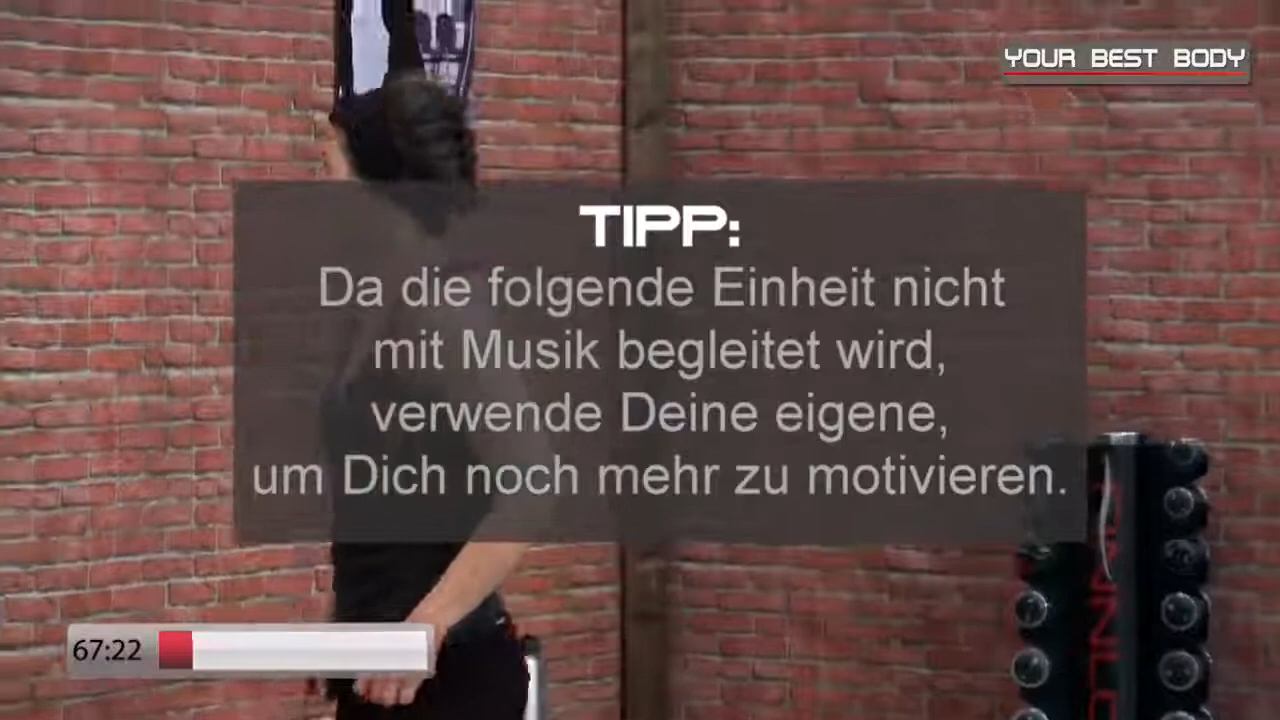 YOUR BEST BODY
TIPP:
Da die folgende Einheit nicht
mit Musik begleitet wird,
verwende Deine eigene,
um Dich noch mehr zu motivieren.
67:22